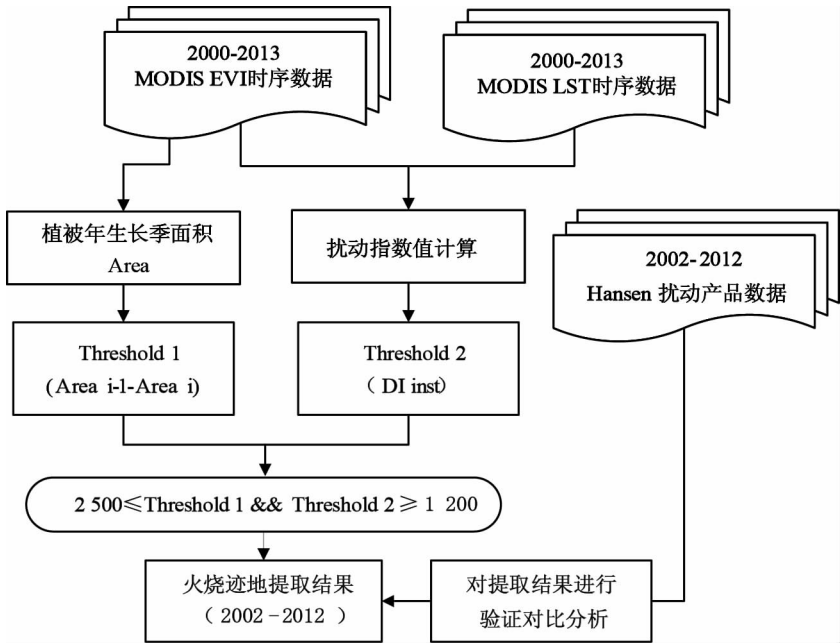 2000-2013
MODIS EVI时序数据
2000-2013
MODIS LST时序数据
植被年生长季面积
Area
扰动指数值计算
2002-2012
Hansen 扰动产品数据
Threshold 1
(Area i-1-Area i)
Threshold 2
(DI inst)
2 500≤Threshold 1 && Threshold 2≥1 200
火烧迹地提取结果
(2002-2012)
对提取结果进行
验证对比分析